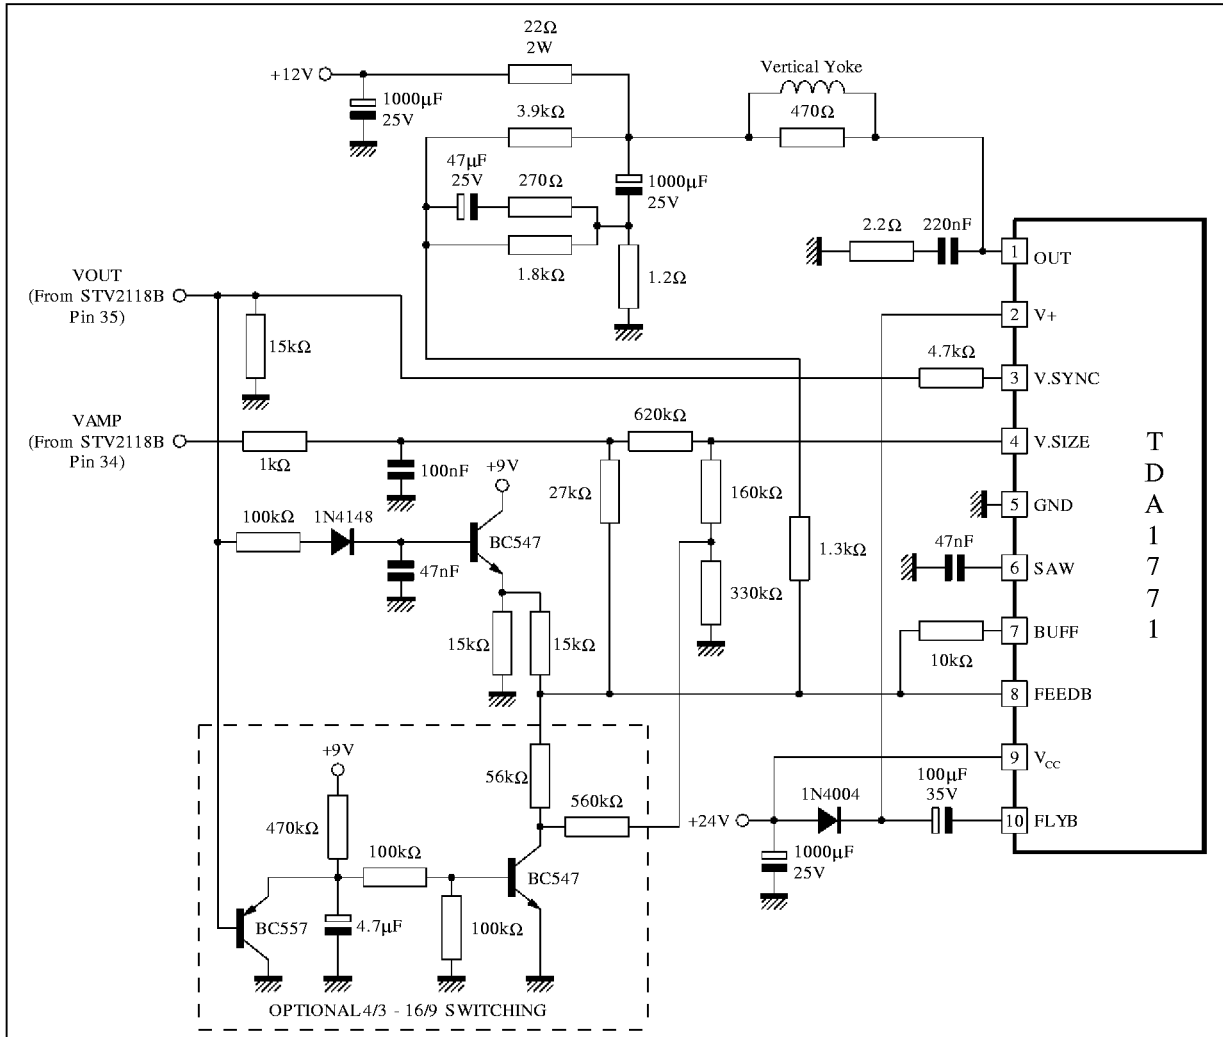 22Ω
2W
+12V
1000μF
25V
Vertical Yoke
470Ω
3.9kΩ
47μF
25V
270Ω
1000μF
25V
1.8kΩ
1.2Ω
2.2Ω
220nF
1
OUT
VOUT
(From STV2118B
Pin 35)
15kΩ
2
V+
4.7kΩ
3
V.SYNC
VAMP
(From STV2118B
Pin 34)
1kΩ
100nF
620kΩ
4
V.SIZE
+9V
27kΩ
160kΩ
5
GND
100kΩ
1N4148
BC547
47nF
1.3kΩ
47nF
6
SAW
330kΩ
15kΩ
15kΩ
7
BUFF
10kΩ
8
FEEDB
TDA1771
+9V
56kΩ
560kΩ
470kΩ
100kΩ
BC547
BC557
4.7μF
100kΩ
OPTIONAL 4/3 - 16/9 SWITCHING
9
VCC
100μF
35V
1N4004
+24V
10
FLYB
1000μF
25V